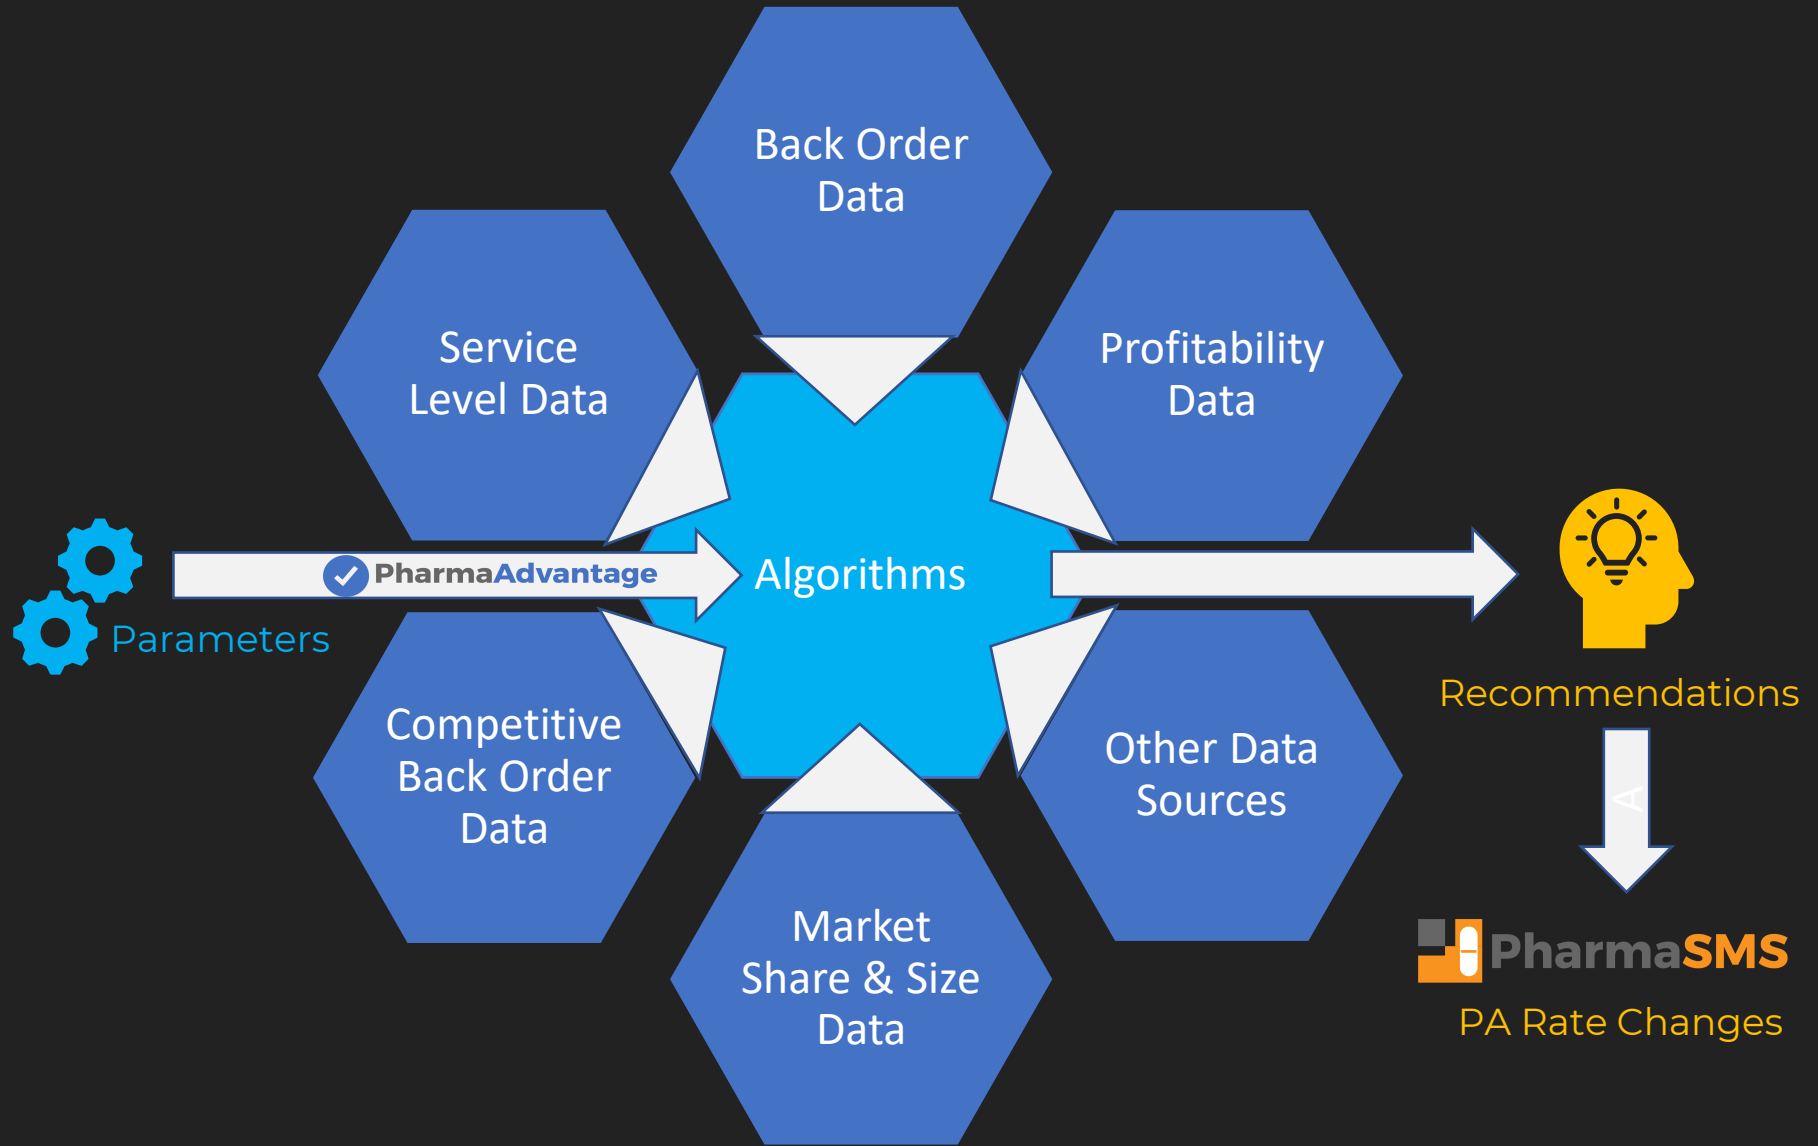 Back Order
Data
Service
Level Data
Profitability
Data
PharmaAdvantage
Algorithms
Parameters
Recommendations
Competitive
Back Order
Data
Other Data
Sources
A
Market
Share & Size
Data
PharmaSMS
PA Rate Changes